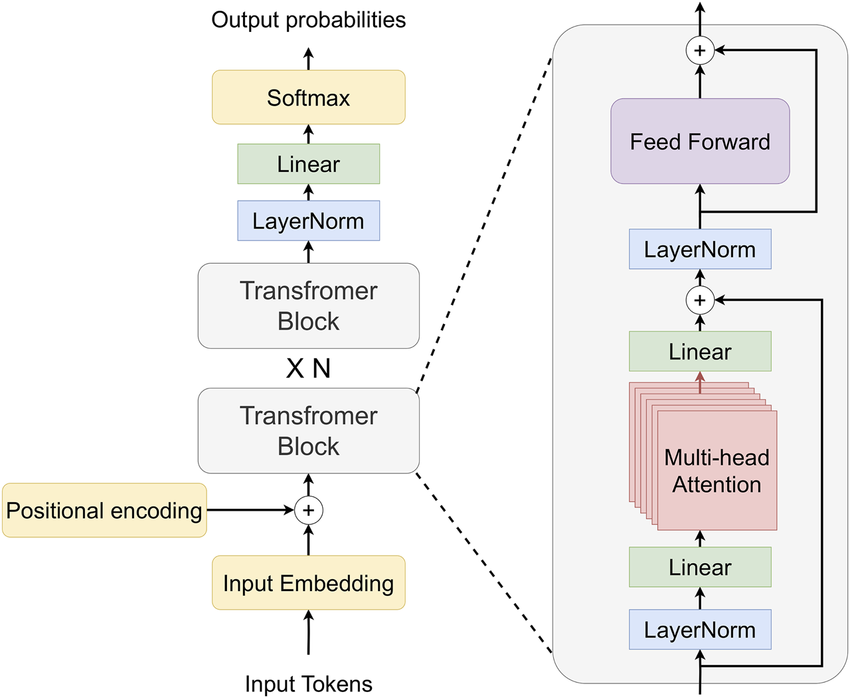 Output probabilities
Softmax
Linear
LayerNorm
Transfromer
Block
X N
Transfromer
Block
Positional encoding
+
Input Embedding
Input Tokens
+
Feed Forward
LayerNorm
+
Linear
Multi-head
Attention
Linear
LayerNorm